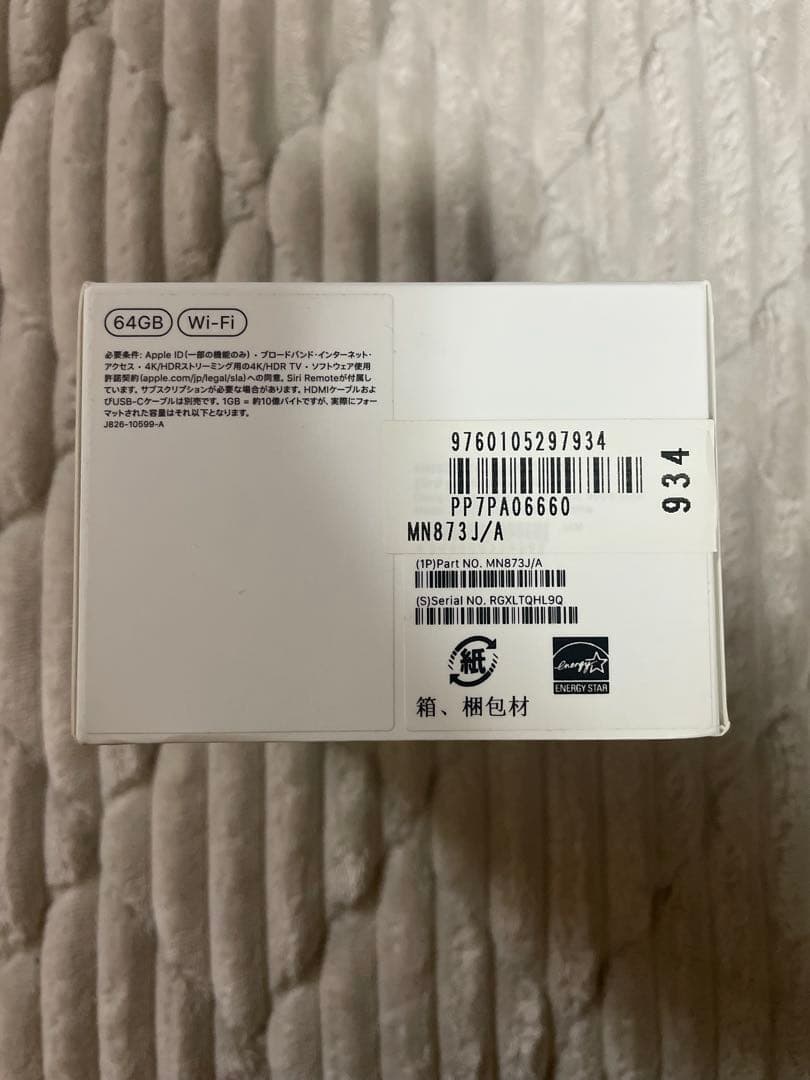 64GB Wi-Fi
必要条件: Apple ID(一部の機能のみ)・ブロードバンド・インターネット・
アクセス・4K/HDRストリーミング用の4K/HDR TV・ソフトウェア使用
許諾契約(apple.com/jp/legal/sla)への同意。Siri Remoteが付属し
ています。サブスクリプションが必要な場合があります。HDMIケーブルおよ
びUSB-Cケーブルは別売です。1GB = 約10億バイトですが、実際にフォー
マットされた容量はそれ以下となります。
J826-10599-A
9760105297934
PP7PA06660
MN873J/A
934
(1P)Part NO. MN873J/A
(S)Serial NO. RGXLTQHL9Q
紙
energy
ENERGY STAR
箱、梱包材